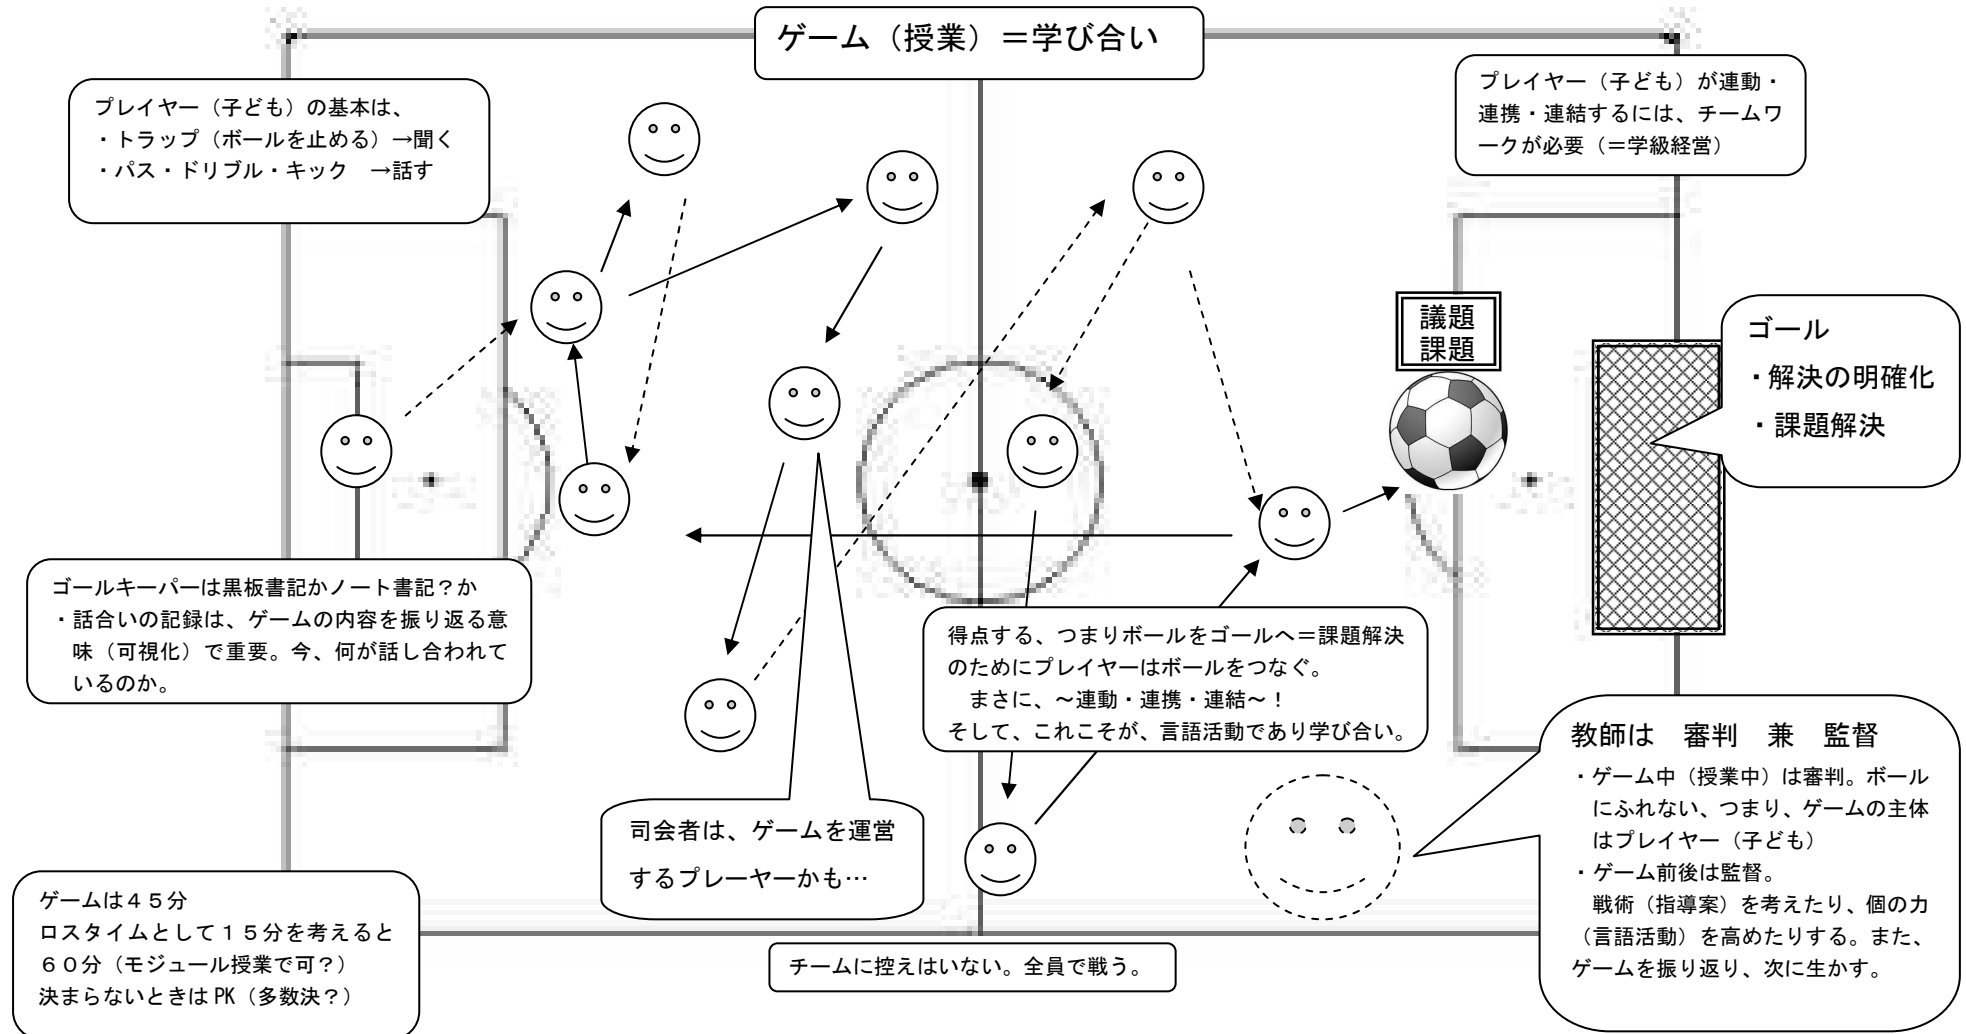 ゲーム（授業）＝学び合い
プレイヤー（子ども）の基本は、
・トラップ（ボールを止める）→聞く
・パス・ドリブル・キック　→話す
プレイヤー（子ども）が連動・
連携・連結するには、チームワ
ークが必要（＝学級経営）
議題
課題
ゴール
・解決の明確化
・課題解決
ゴールキーパーは黒板書記かノート書記？か
・話合いの記録は、ゲームの内容を振り返る意
味（可視化）で重要。今、何が話し合われて
いるのか。
得点する、つまりボールをゴールへ＝課題解決
のためにプレイヤーはボールをつなぐ。
まさに、～連動・連携・連結～！
そして、これこそが、言語活動であり学び合い。
司会者は、ゲームを運営
するプレーヤーかも…
教師は　審判　兼　監督
・ゲーム中（授業中）は審判。ボール
にふれない、つまり、ゲームの主体
はプレイヤー（子ども）
・ゲーム前後は監督。
戦術（指導案）を考えたり、個の力
（言語活動）を高めたりする。また、
ゲームを振り返り、次に生かす。
ゲームは４５分
ロスタイムとして１５分を考えると
６０分（モジュール授業で可？）
決まらないときは PK（多数決？）
チームに控えはいない。全員で戦う。